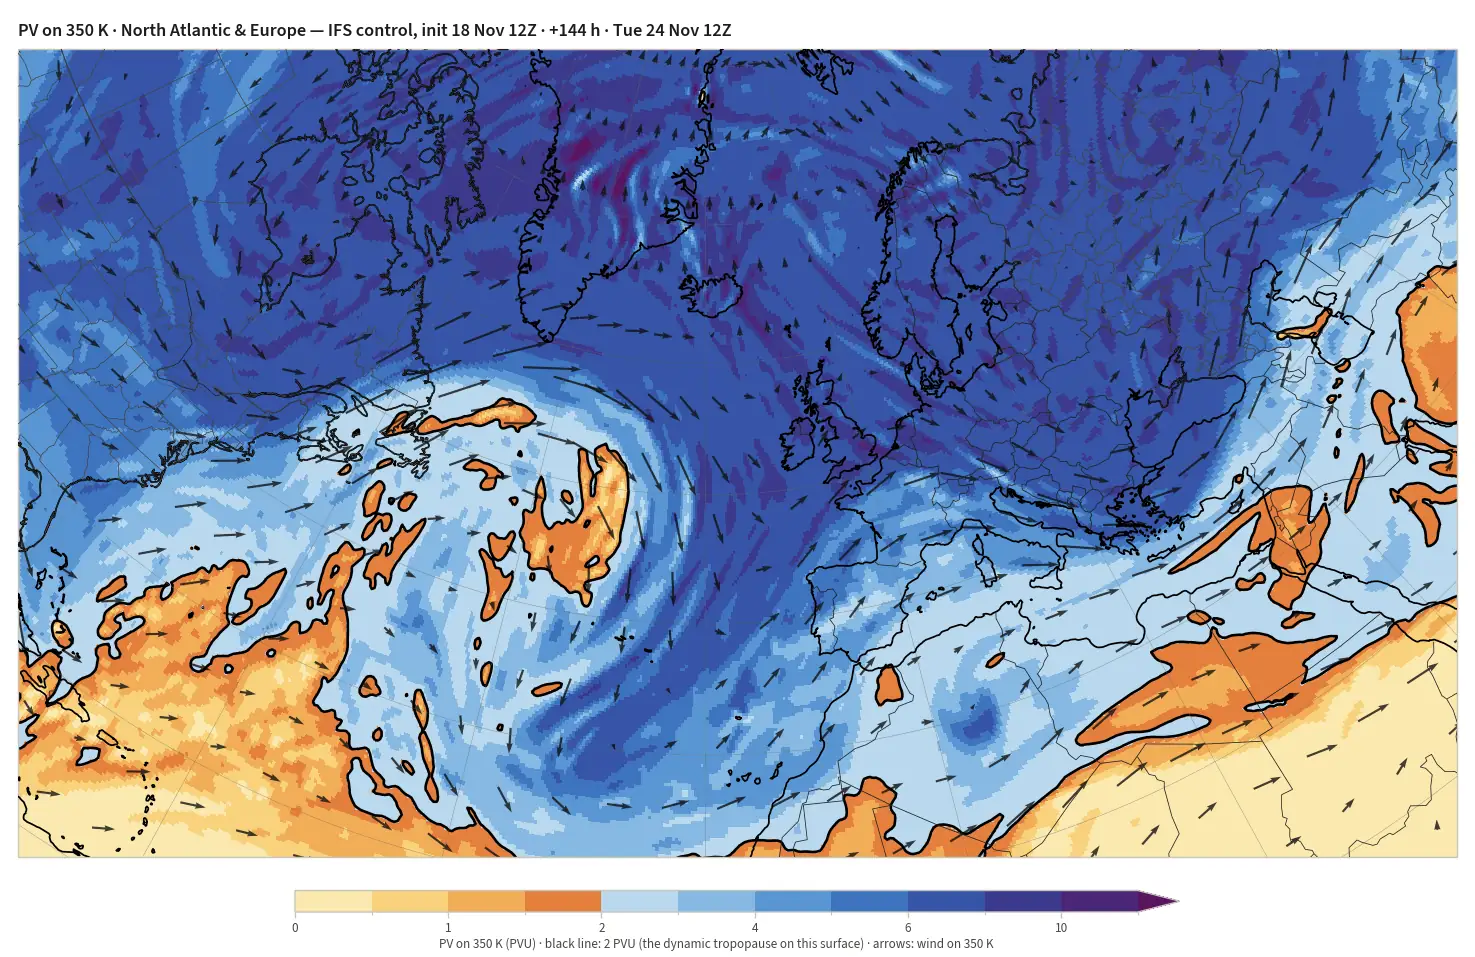 PV on 350 K · North Atlantic & Europe — IFS control, init 18 Nov 12Z · +144 h · Tue 24 Nov 12Z
0 1 2 4 6 10
PV on 350 K (PVU) · black line: 2 PVU (the dynamic tropopause on this surface) · arrows: wind on 350 K